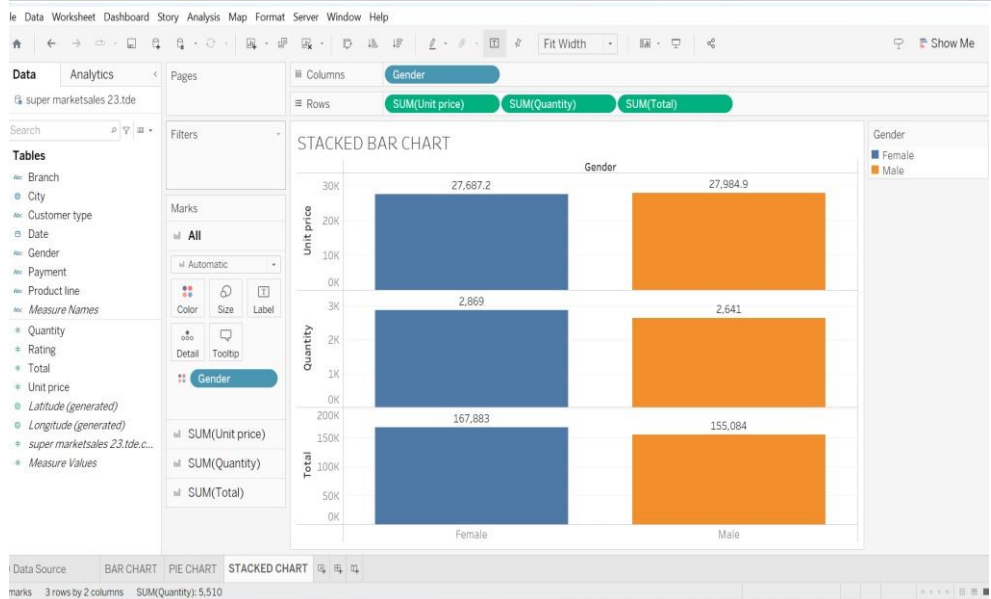 le Data Worksheet Dashboard Story Analysis Map Format Server Window Help
Fit Width
Show Me
Data Analytics
super marketsales 23.tde
Search
Tables
Abc Branch
City
Abc Customer type
Date
Abc Gender
Abc Payment
Abc Product line
Abc Measure Names
Quantity
Rating
Total
Unit price
Latitude (generated)
Longitude (generated)
super marketsales 23.tde.c...
Measure Values
Pages
Filters
Marks
All
Automatic
Color Size Label
Detail Tooltip
Gender
SUM(Unit price)
SUM(Quantity)
SUM(Total)
Columns Gender
Rows SUM(Unit price) SUM(Quantity) SUM(Total)
STACKED BAR CHART
Gender
30K
20K
10K
0K
Unit price
27,687.2 27,984.9
3K
2K
1K
0K
Quantity
2,869 2,641
200K
150K
100K
50K
0K
Total
167,883 155,084
Female Male
Gender
Female
Male
Data Source BAR CHART PIE CHART STACKED CHART
marks 3 rows by 2 columns SUM(Quantity): 5,510